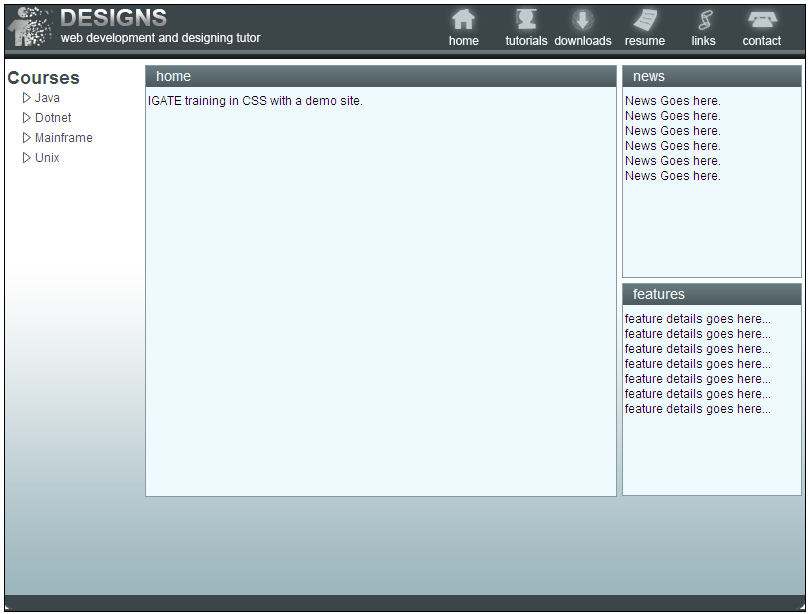 DESIGNS
web development and designing tutor
home tutorials downloads resume links contact
Courses
Java
Dotnet
Mainframe
Unix
home
IGATE training in CSS with a demo site.
news
News Goes here.
News Goes here.
News Goes here.
News Goes here.
News Goes here.
News Goes here.
features
feature details goes here...
feature details goes here...
feature details goes here...
feature details goes here...
feature details goes here...
feature details goes here...
feature details goes here...